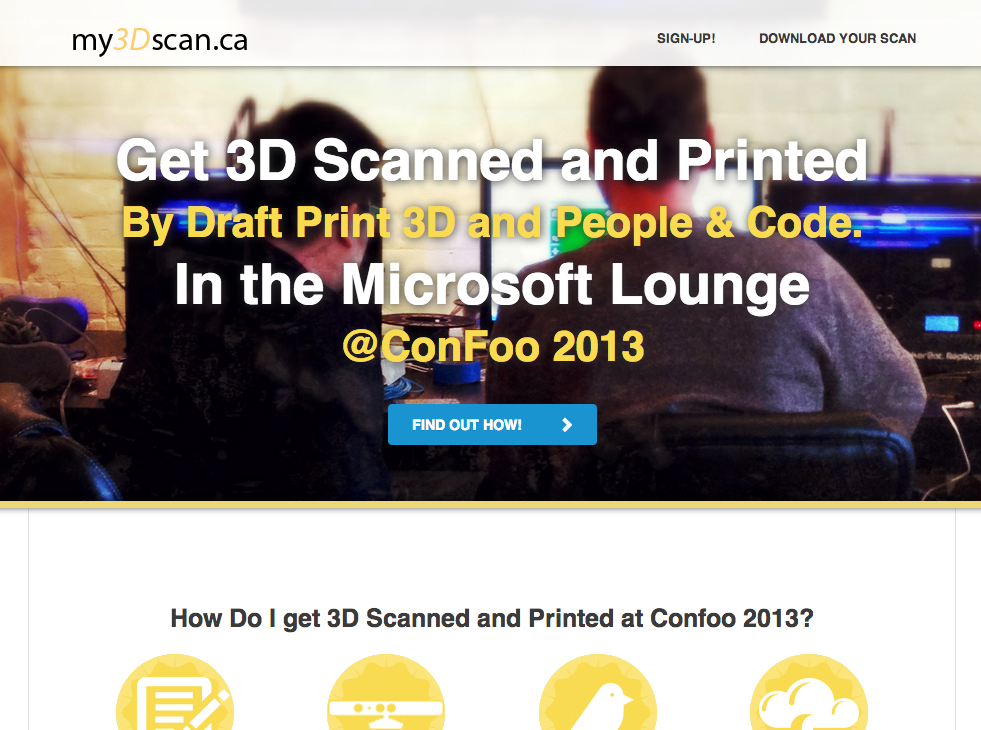 my3Dscan.ca
SIGN-UP!
DOWNLOAD YOUR SCAN
Get 3D Scanned and Printed
By Draft Print 3D and People & Code.
In the Microsoft Lounge
@ConFoo 2013
FIND OUT HOW!
How Do I get 3D Scanned and Printed at Confoo 2013?